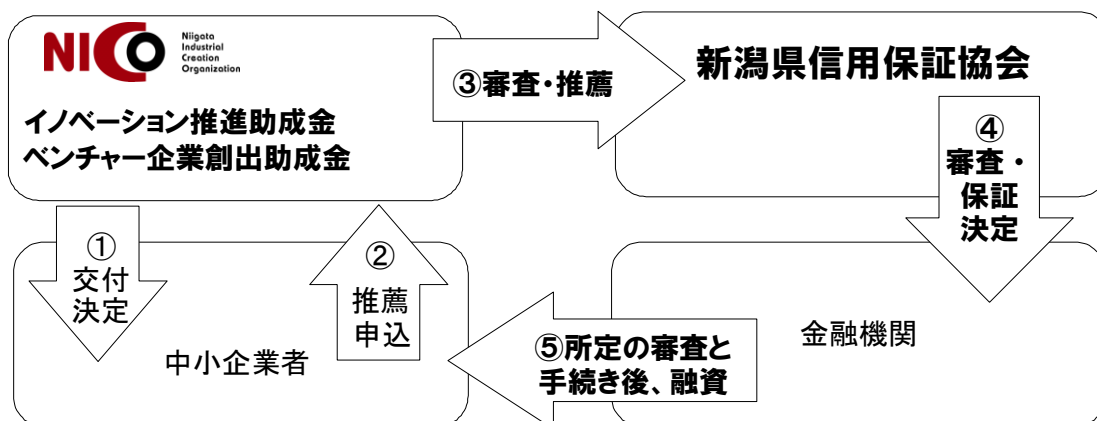 NICO
Niigata
Industrial
Creation
Organization
イノベーション推進助成金
ベンチャー企業創出助成金
③審査・推薦
新潟県信用保証協会
④
審査・
保証
決定
①
交付
決定
②
推薦
申込
中小企業者
⑤所定の審査と
手続き後、融資
金融機関